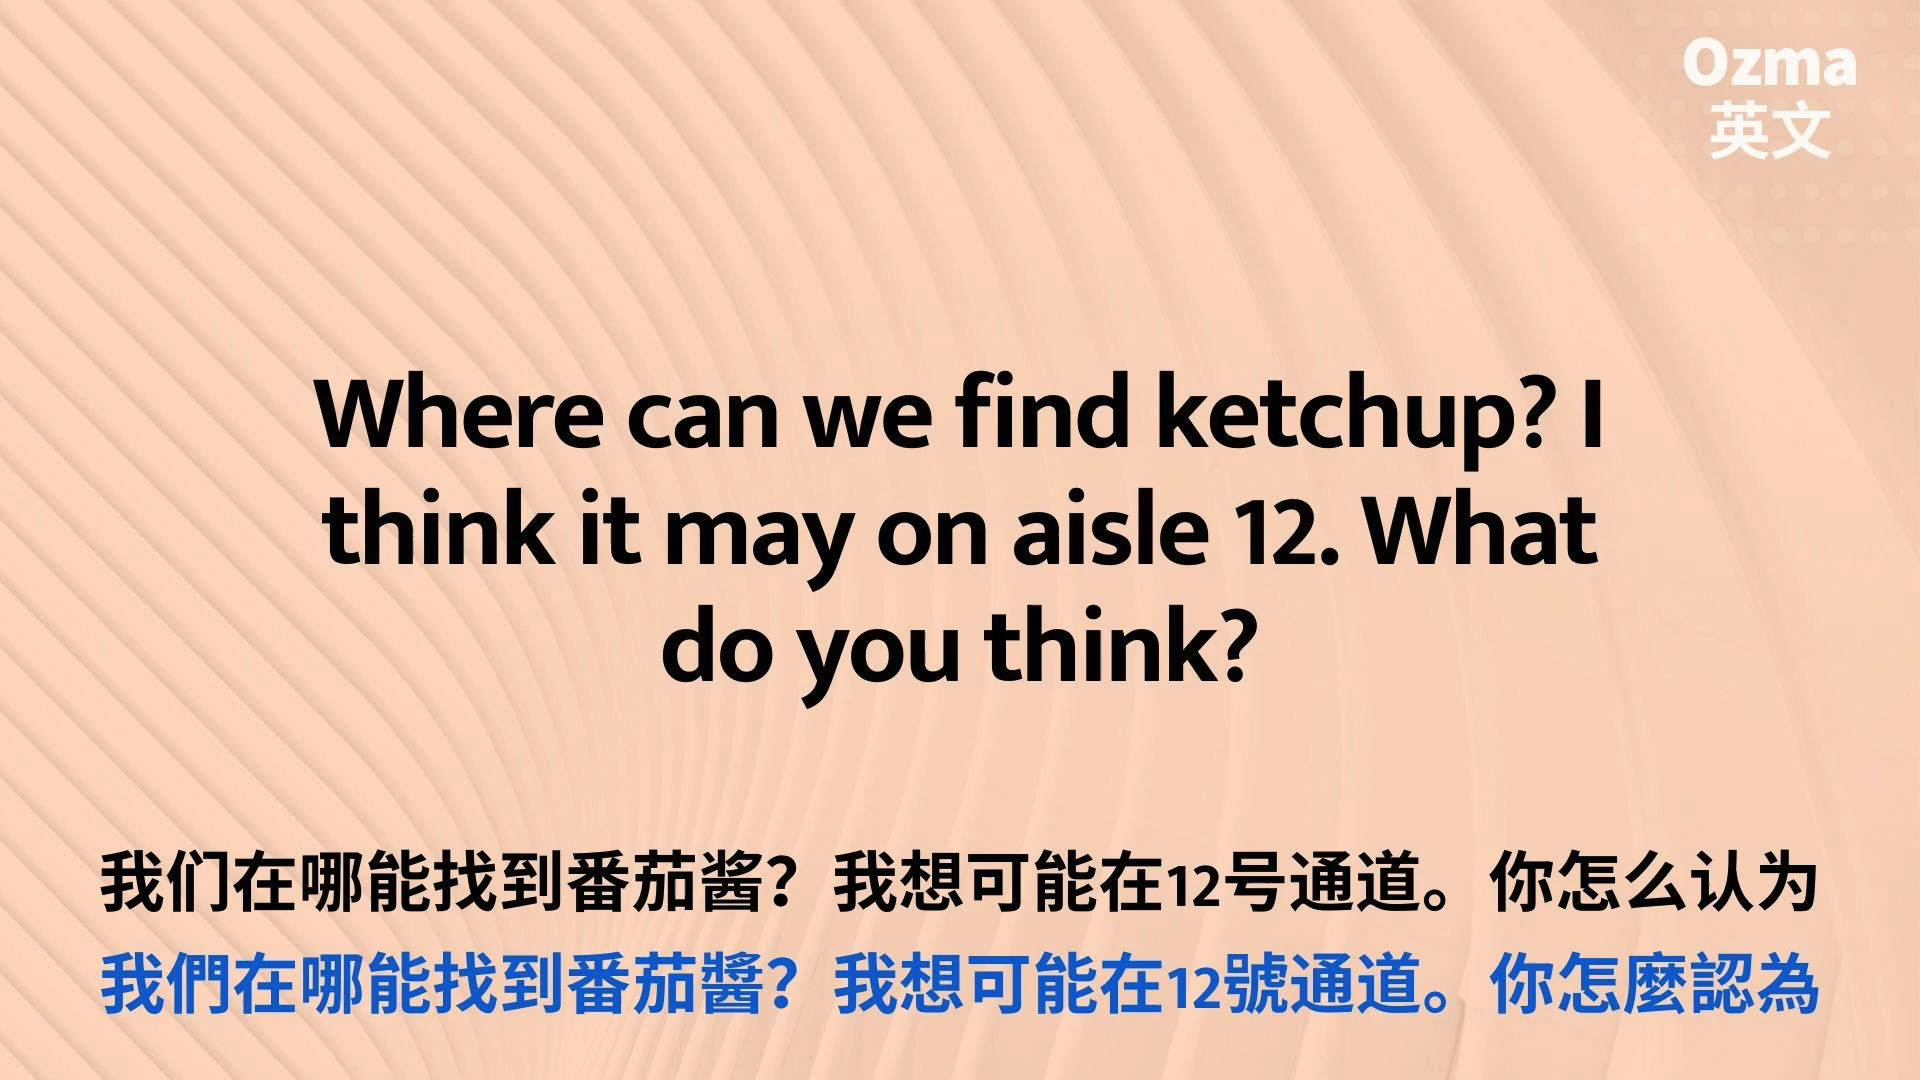 Ozma
英文
Where can we find ketchup? I
think it may on aisle 12. What
do you think?
我们在哪能找到番茄酱？我想可能在12号通道。你怎么认为
我們在哪能找到番茄醬？我想可能在12號通道。你怎麼認為